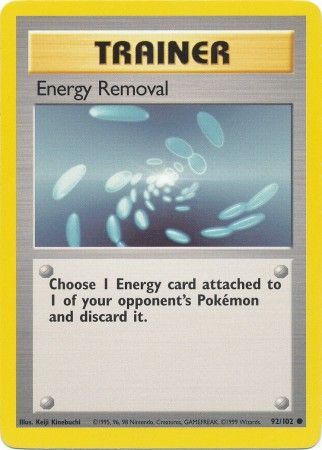 TRAINER
Energy Removal
Choose 1 Energy card attached to
1 of your opponent's Pokémon
and discard it.
Illus. Keiji Kinebuchi ©1995, 96, 98 Nintendo, Creatures, GAMEFREAK. ©1999 Wizards. 92/102 ●